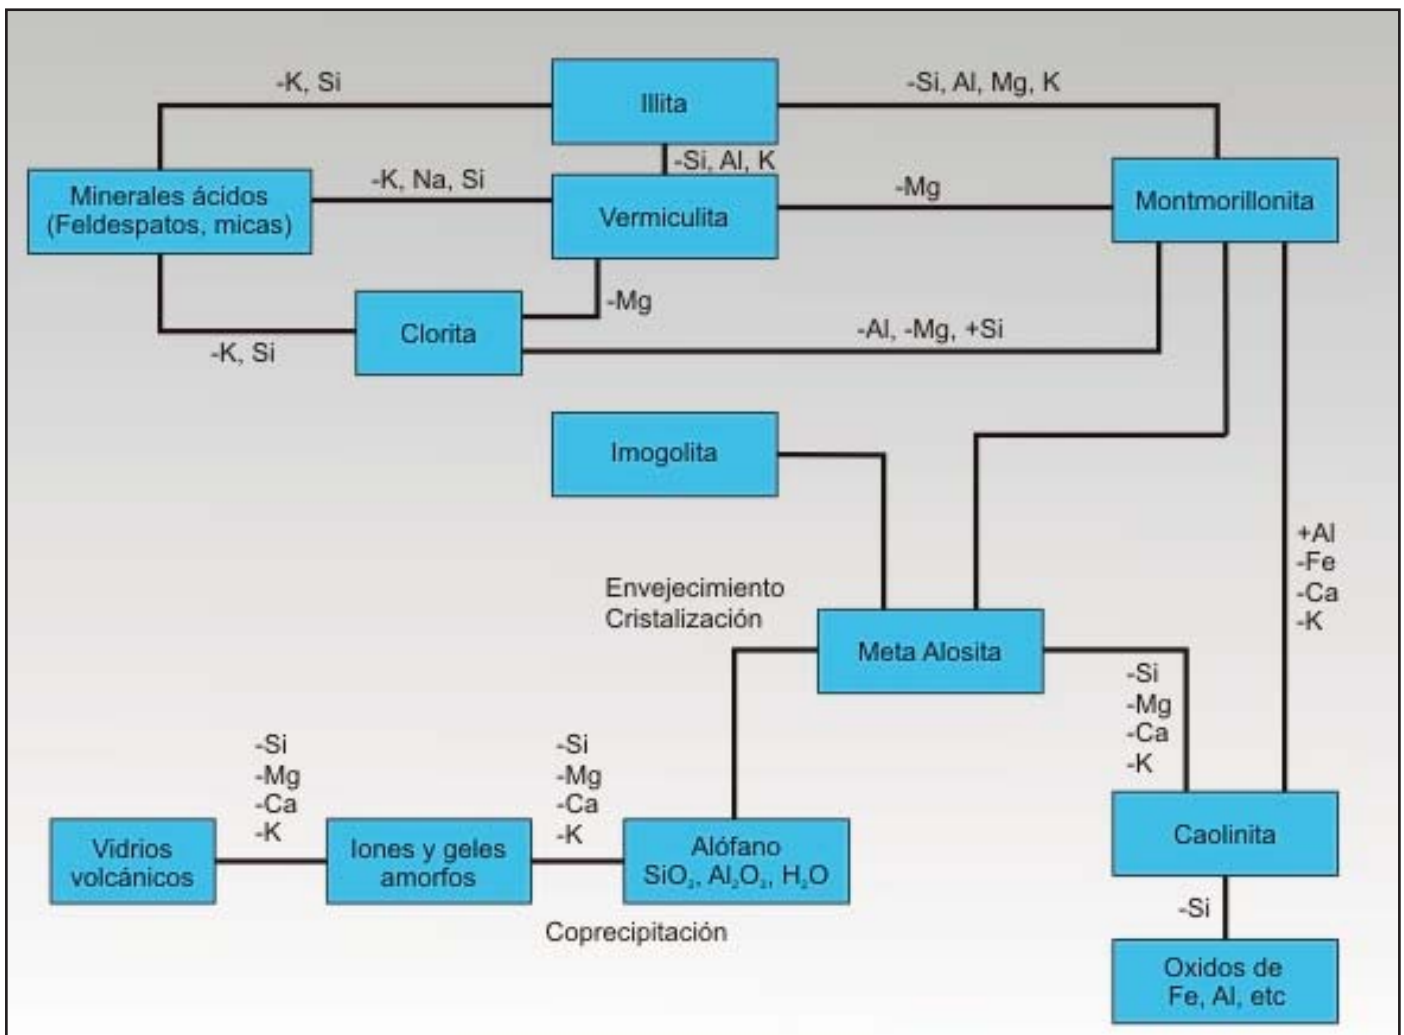 -K, Si
Illita
-Si, Al, Mg, K
-Si, Al, K
Minerales ácidos
(Feldespatos, micas)
-K, Na, Si
Vermiculita
-Mg
Montmorillonita
-Mg
Clorita
-K, Si
-Al, -Mg, +Si
Imogolita
+Al
-Fe
-Ca
-K
Envejecimiento
Cristalización
Meta Alosita
-Si
-Mg
-Ca
-K
-Si
-Mg
-Ca
-K
-Si
-Mg
-Ca
-K
Vidrios
volcánicos
Iones y geles
amorfos
Alófano
SiO₂, Al₂O₃, H₂O
Coprecipitación
Caolinita
-Si
Oxidos de
Fe, Al, etc